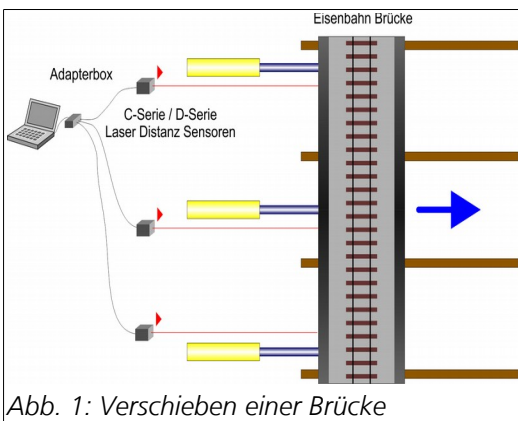 Eisenbahn Brücke
Adapterbox
C-Serie / D-Serie
Laser Distanz Sensoren
Abb. 1: Verschieben einer Brücke